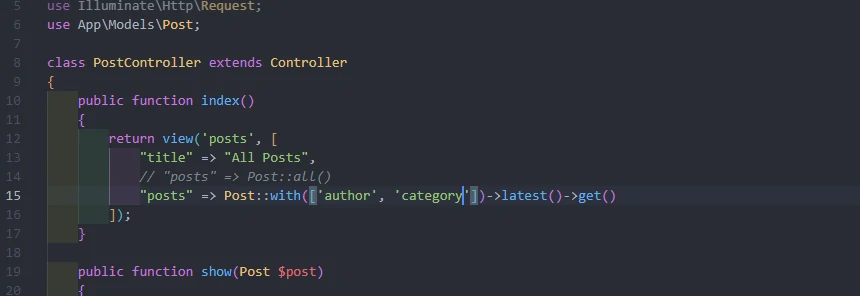 5 use Illuminate\Http\Request;
6 use App\Models\Post;
7
8 class PostController extends Controller
9 {
10     public function index()
11     {
12         return view('posts', [
13             "title" => "All Posts",
14             // "posts" => Post::all()
15             "posts" => Post::with(['author', 'category'])->latest()->get()
16         ]);
17     }
18
19     public function show(Post $post)
20     {